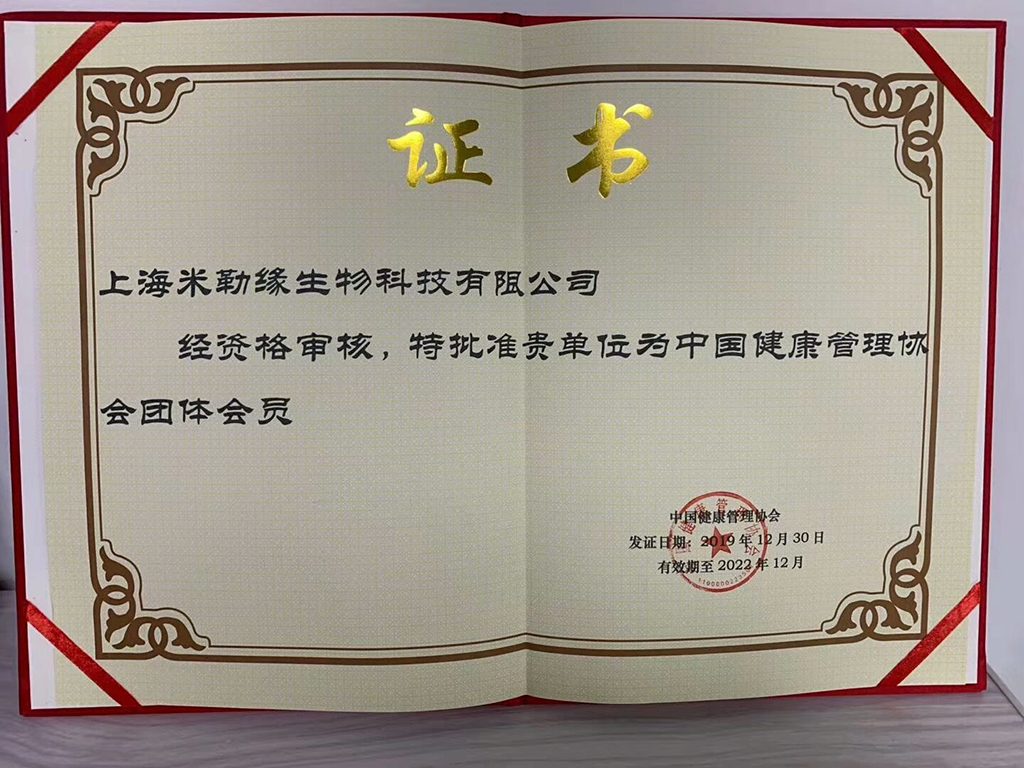 证书
上海米勒缘生物科技有限公司
经资格审核，特批准贵单位为中国健康管理协
会团体会员
中国健康管理协会
发证日期：2019年12月30日
有效期至2022年12月